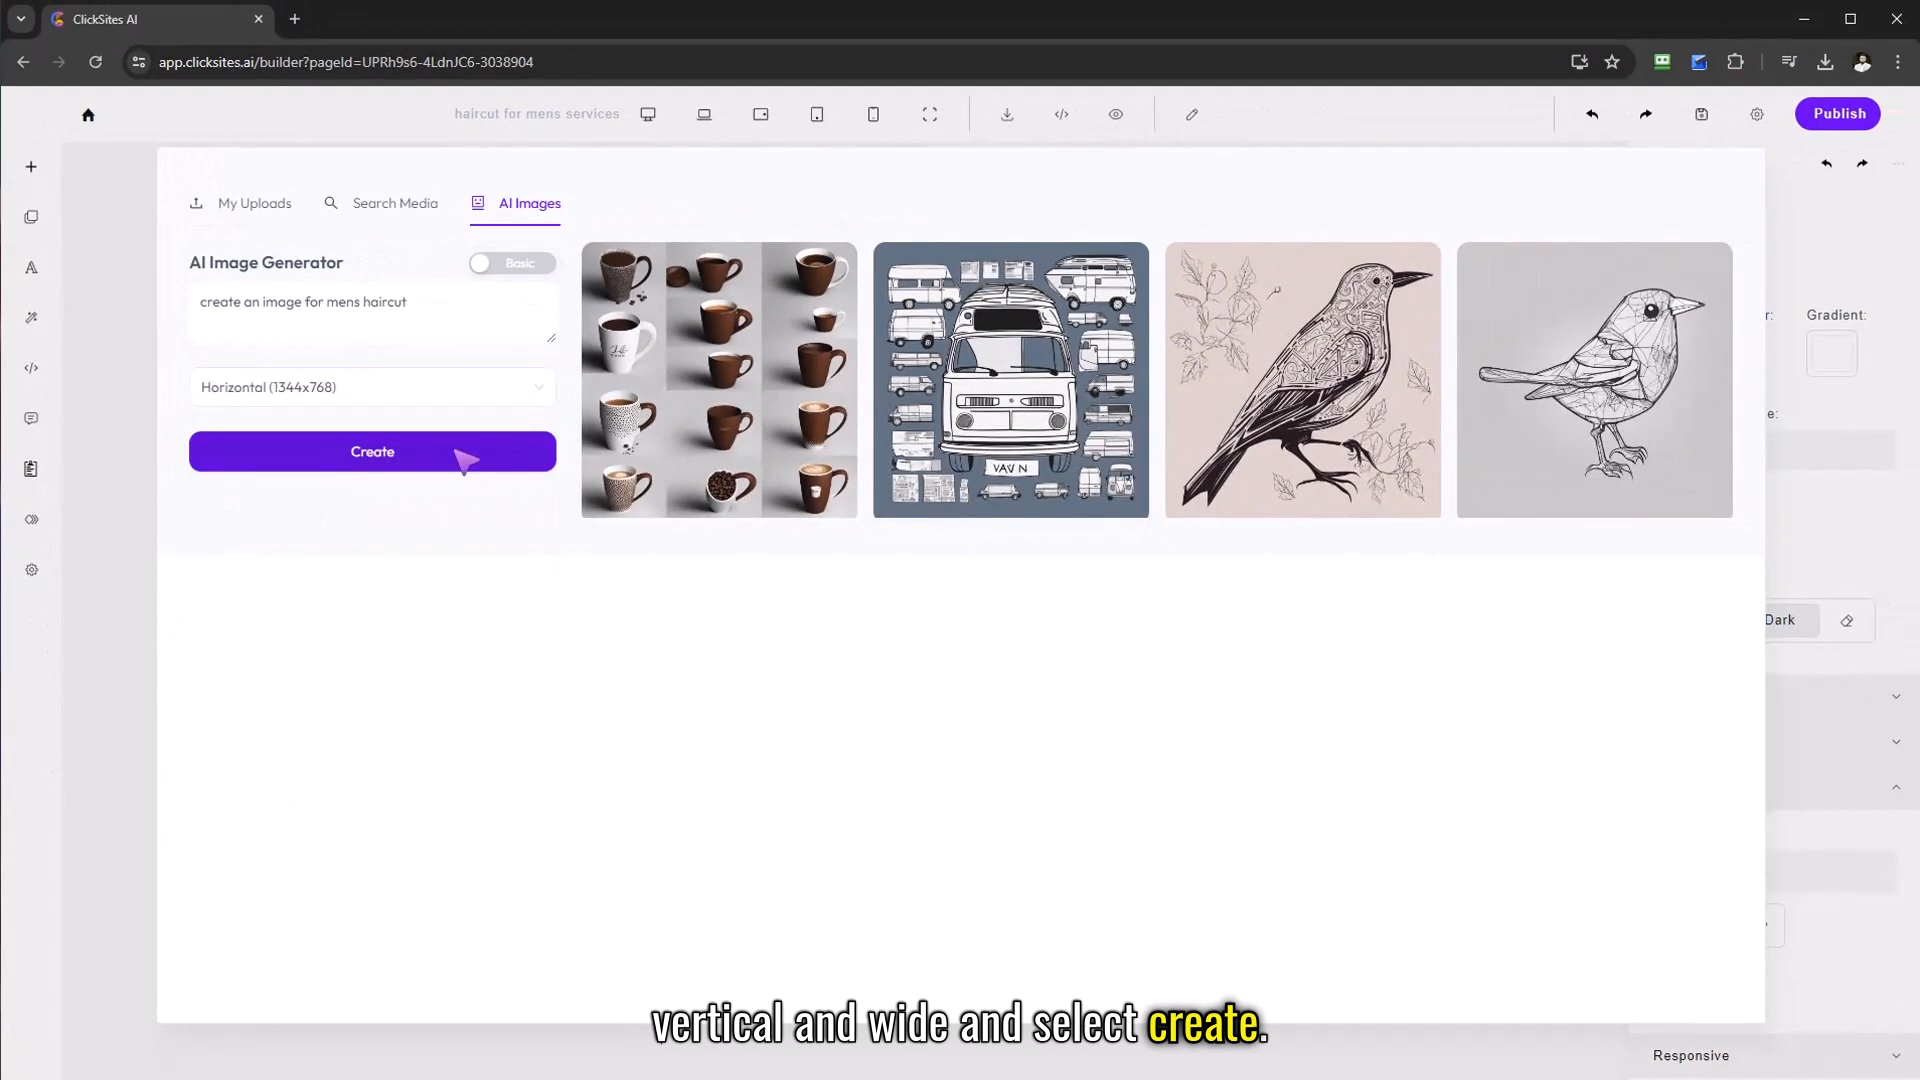 ClickSites AI
app.clicksites.ai/builder?pageId=UPRh9s6-4LdnJC6-3038904
haircut for mens services
Publish
My Uploads
Search Media
AI Images
AI Image Generator
Basic
create an image for mens haircut
Horizontal (1344x768)
Create
VAV N
r:
Gradient:
e:
Dark
vertical and wide and select create.
Responsive